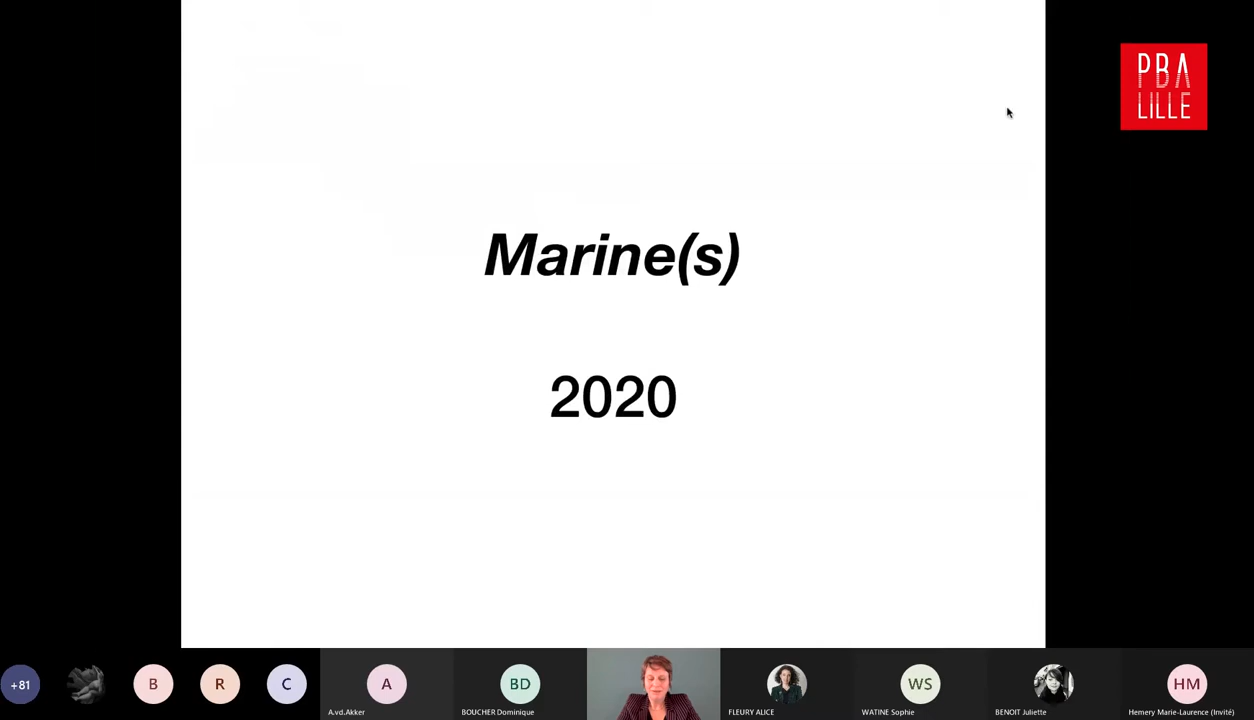 PBA
LILLE
Marine(s)
2020
+81
B
R
C
A
BD
WS
HM
A.vd.Akker
BOUCHER Dominique
FLEURY ALICE
WATINE Sophie
BENOIT Juliette
Hemery Marie-Laurence (Invité)